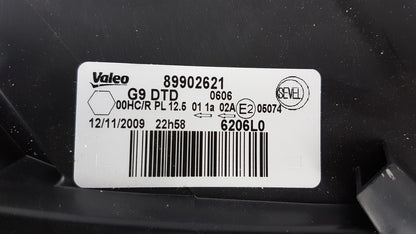 Valeo 89902621 SEVEL
G9 DTD 0606
00HC/R PL 12.5 01 1a 02A E2 05074
12/11/2009 22h58 6206L0